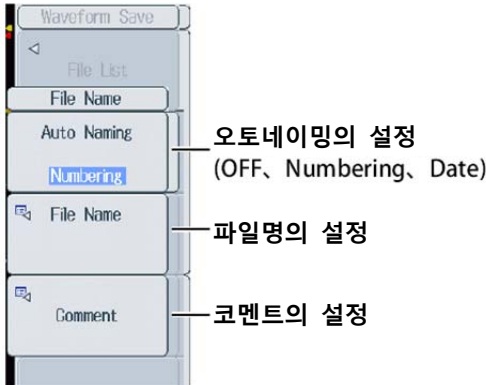 Waveform Save
File List
File Name
Auto Naming
Numbering
오토네이밍의 설정
(OFF、Numbering、Date)
File Name
파일명의 설정
Comment
코멘트의 설정